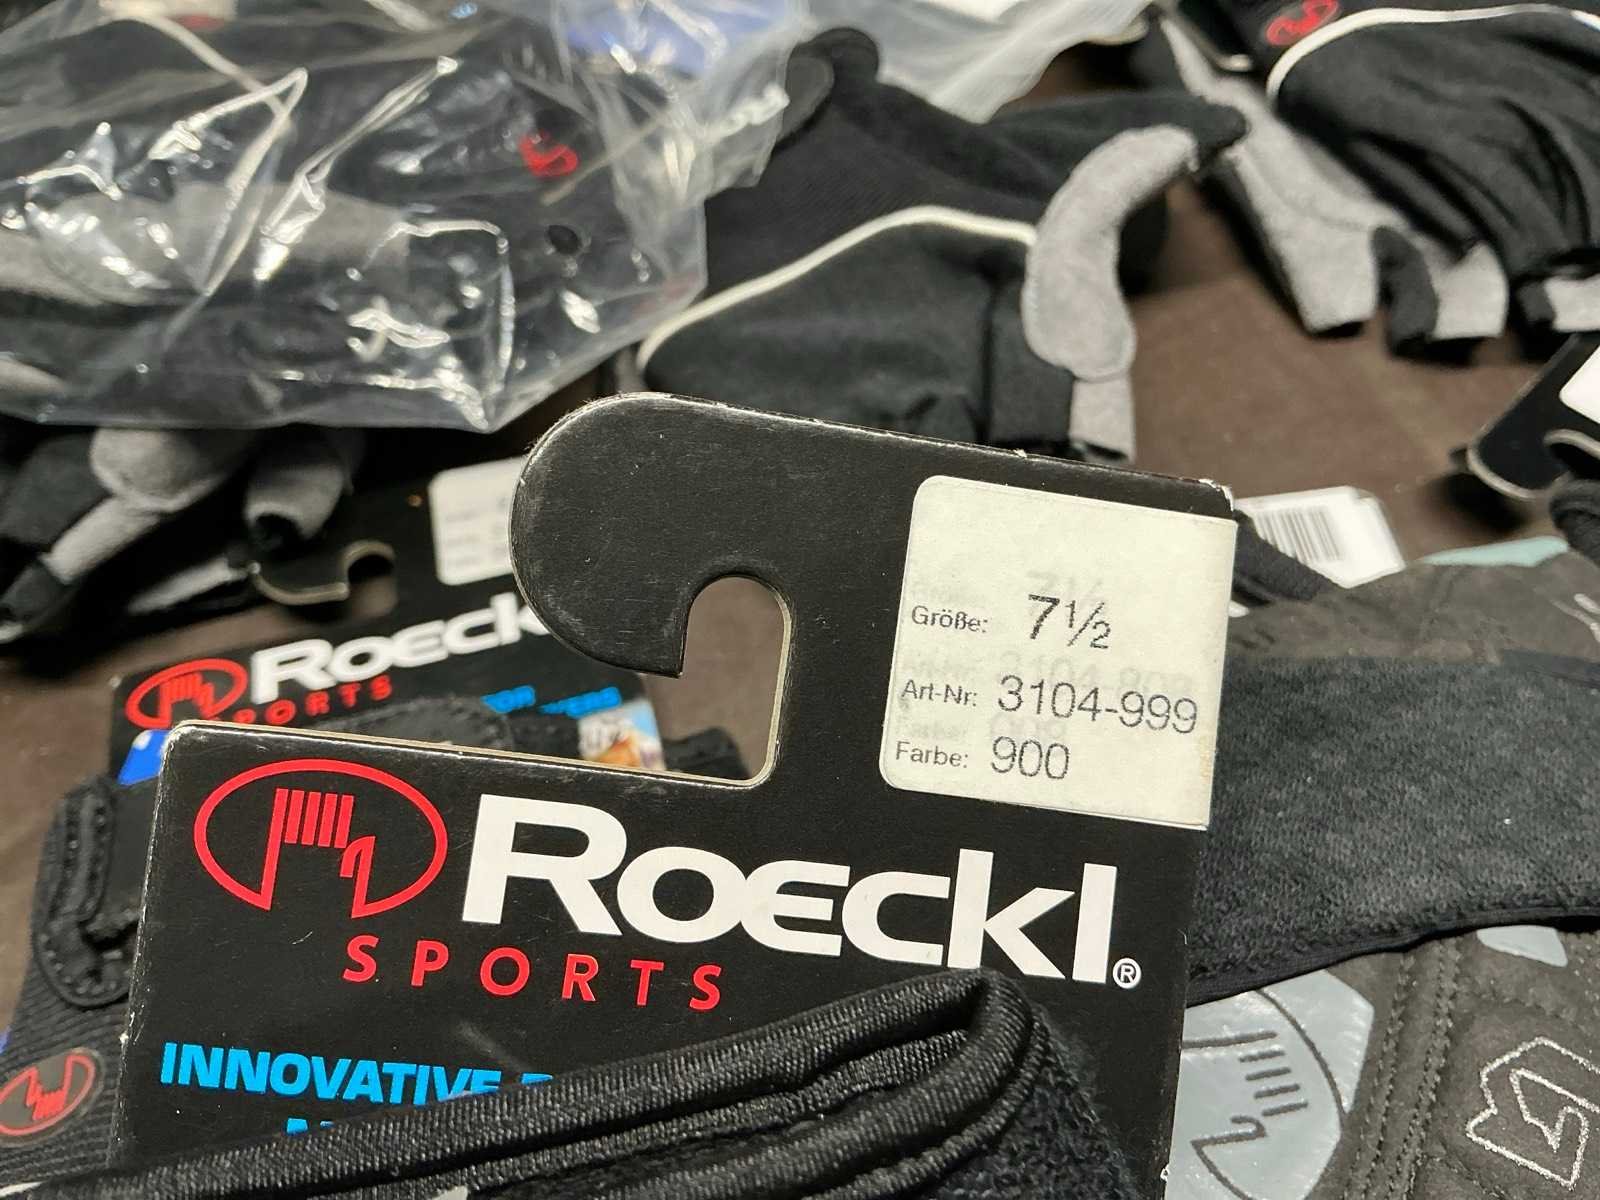 Größe: 7½
Art-Nr: 3104-999
Farbe: 900
ROECKL
SPORTS
ROECKL®
SPORTS
INNOVATIVE